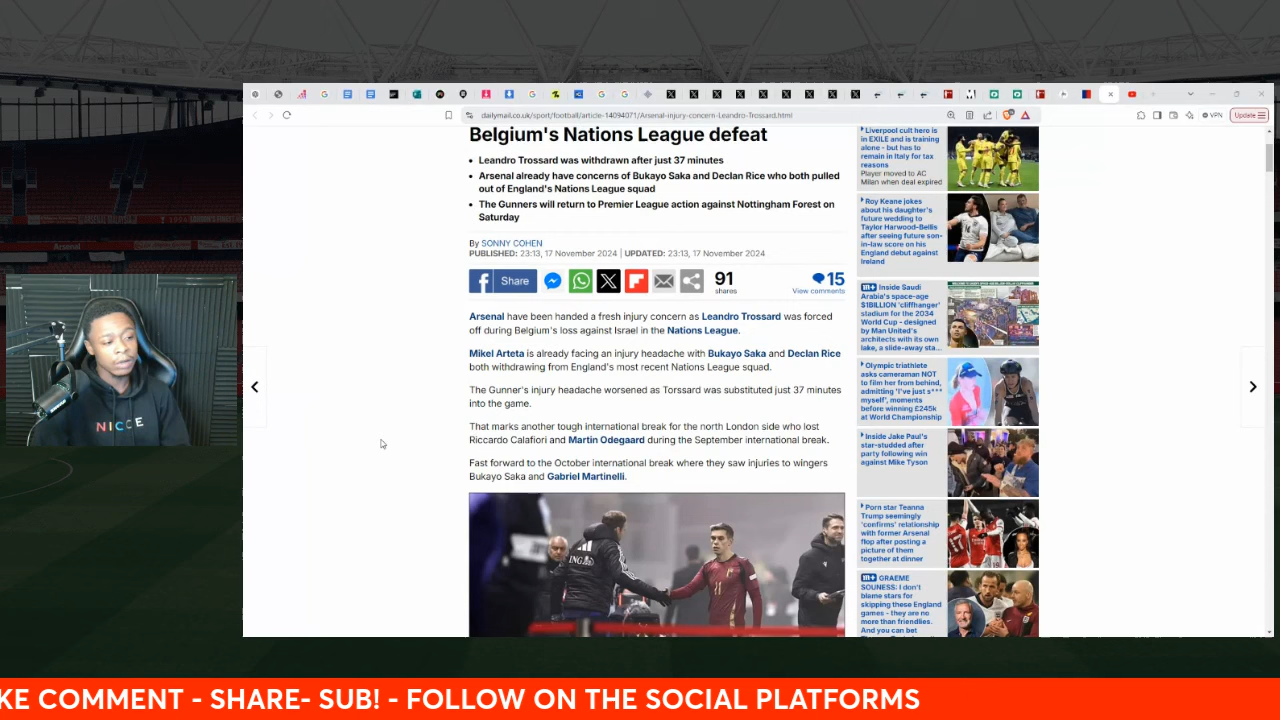 dailymail.co.uk/sport/football/article-14094071/Arsenal-injury-concern-Leandro-Trossard.html
VPN
Update
Belgium's Nations League defeat
• Leandro Trossard was withdrawn after just 37 minutes
• Arsenal already have concerns of Bukayo Saka and Declan Rice who both pulled
out of England's Nations League squad
• The Gunners will return to Premier League action against Nottingham Forest on
Saturday
By SONNY COHEN
PUBLISHED: 23:13, 17 November 2024 | UPDATED: 23:13, 17 November 2024
Share
91
shares
15
View comments
Arsenal have been handed a fresh injury concern as Leandro Trossard was forced
off during Belgium's loss against Israel in the Nations League.
Mikel Arteta is already facing an injury headache with Bukayo Saka and Declan Rice
both withdrawing from England's most recent Nations League squad.
The Gunner's injury headache worsened as Torssard was substituted just 37 minutes
into the game.
That marks another tough international break for the north London side who lost
Riccardo Calafiori and Martin Odegaard during the September international break.
Fast forward to the October international break where they saw injuries to wingers
Bukayo Saka and Gabriel Martinelli.
ING
11
Liverpool cult hero is
in EXILE and is training
alone - but has to
remain in Italy for tax
reasons
Player moved to AC
Milan when deal expired
Roy Keane jokes
about his daughter's
future wedding to
Taylor Harwood-Bellis
after seeing future son-
in-law score on his
England debut against
Ireland
Inside Saudi
Arabia's space-age
$1BILLION 'cliffhanger'
stadium for the 2034
World Cup - designed
by Man United's
architects with its own
lake, a slide-away sta...
Olympic triathlete
asks cameraman NOT
to film her from behind,
admitting 'I've just s***
myself', moments
before winning £245k
at World Championship
Inside Jake Paul's
star-studded after
party following win
against Mike Tyson
Porn star Teanna
Trump seemingly
'confirms' relationship
with former Arsenal
flop after posting a
picture of them
together at dinner
GRAEME
SOUNESS: I don't
blame stars for
skipping these England
games - they are no
more than friendlies.
And you can bet
NICCE
Arsenal
KE COMMENT - SHARE- SUB! - FOLLOW ON THE SOCIAL PLATFORMS